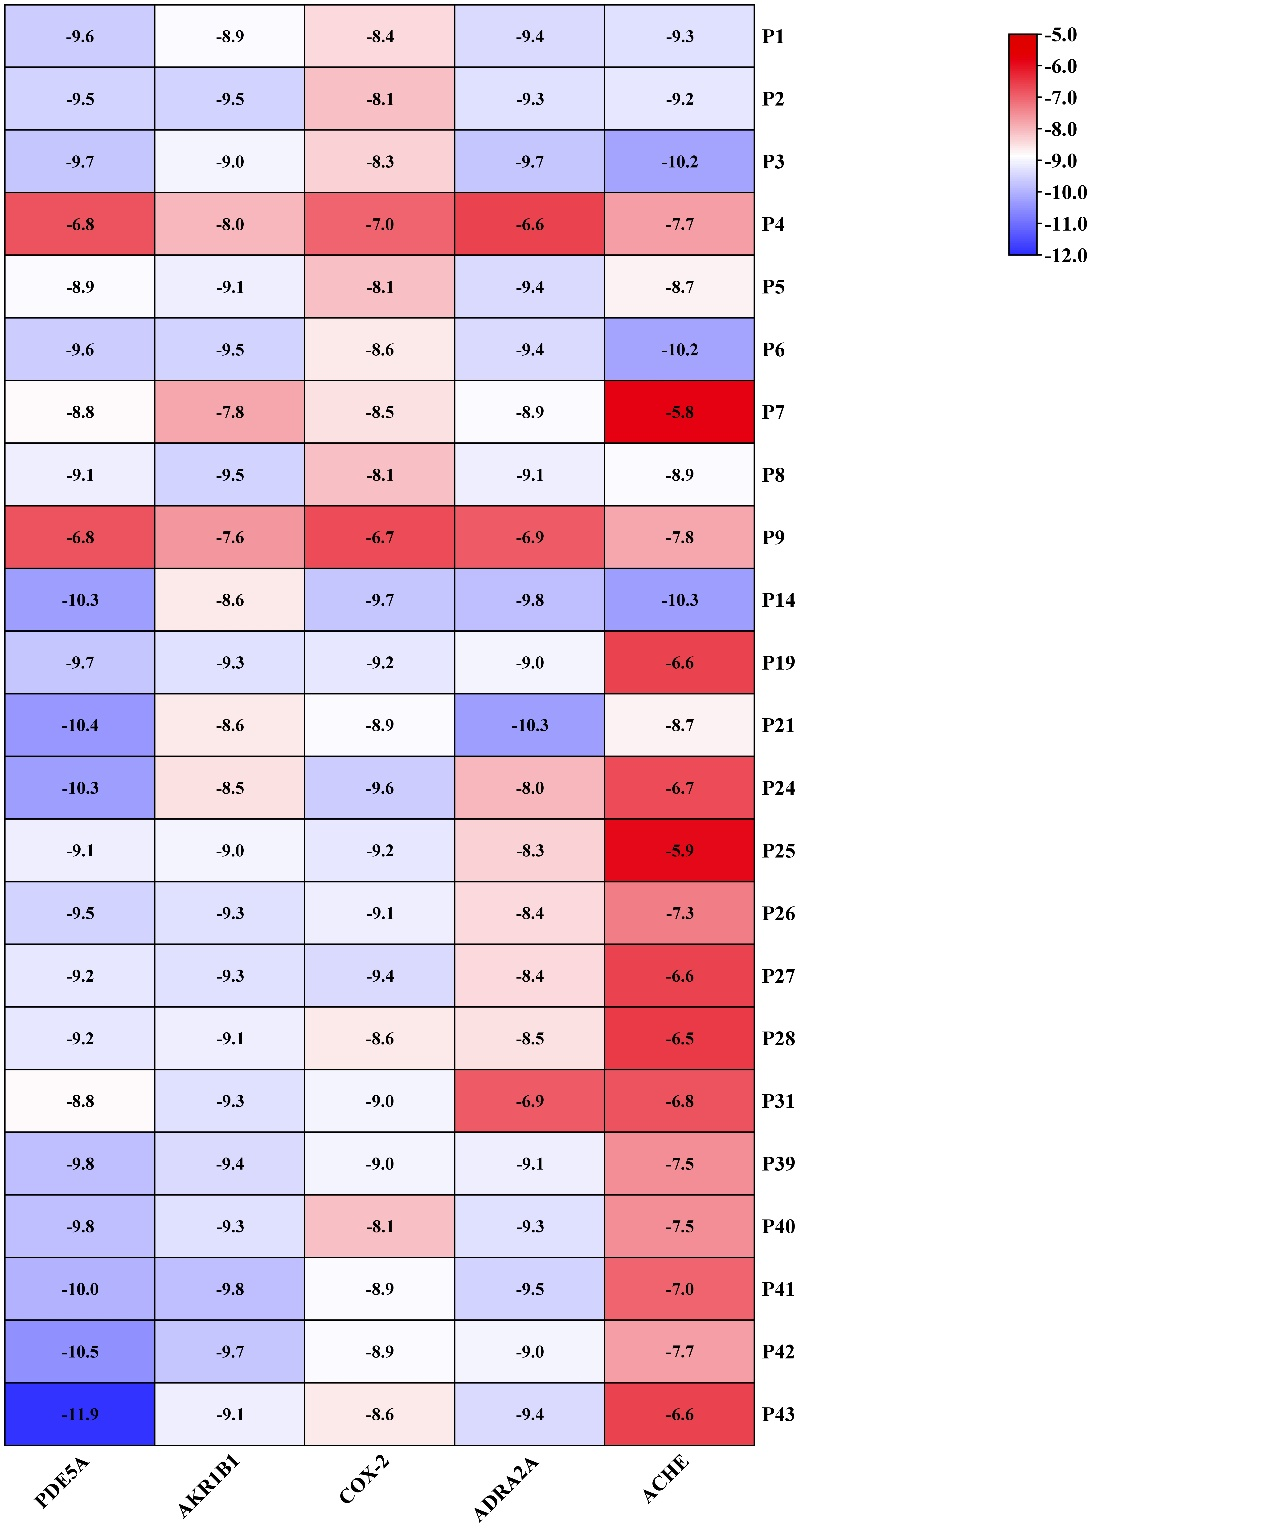 -9.6 -8.9 -8.4 -9.4 -9.3 P1
-9.5 -9.5 -8.1 -9.3 -9.2 P2
-9.7 -9.0 -8.3 -9.7 -10.2 P3
-6.8 -8.0 -7.0 -6.6 -7.7 P4
-8.9 -9.1 -8.1 -9.4 -8.7 P5
-9.6 -9.5 -8.6 -9.4 -10.2 P6
-8.8 -7.8 -8.5 -8.9 -5.8 P7
-9.1 -9.5 -8.1 -9.1 -8.9 P8
-6.8 -7.6 -6.7 -6.9 -7.8 P9
-10.3 -8.6 -9.7 -9.8 -10.3 P14
-9.7 -9.3 -9.2 -9.0 -6.6 P19
-10.4 -8.6 -8.9 -10.3 -8.7 P21
-10.3 -8.5 -9.6 -8.0 -6.7 P24
-9.1 -9.0 -9.2 -8.3 -5.9 P25
-9.5 -9.3 -9.1 -8.4 -7.3 P26
-9.2 -9.3 -9.4 -8.4 -6.6 P27
-9.2 -9.1 -8.6 -8.5 -6.5 P28
-8.8 -9.3 -9.0 -6.9 -6.8 P31
-9.8 -9.4 -9.0 -9.1 -7.5 P39
-9.8 -9.3 -8.1 -9.3 -7.5 P40
-10.0 -9.8 -8.9 -9.5 -7.0 P41
-10.5 -9.7 -8.9 -9.0 -7.7 P42
-11.9 -9.1 -8.6 -9.4 -6.6 P43
PDE5A AKR1B1 COX-2 ADRA2A ACHE
-5.0
-6.0
-7.0
-8.0
-9.0
-10.0
-11.0
-12.0